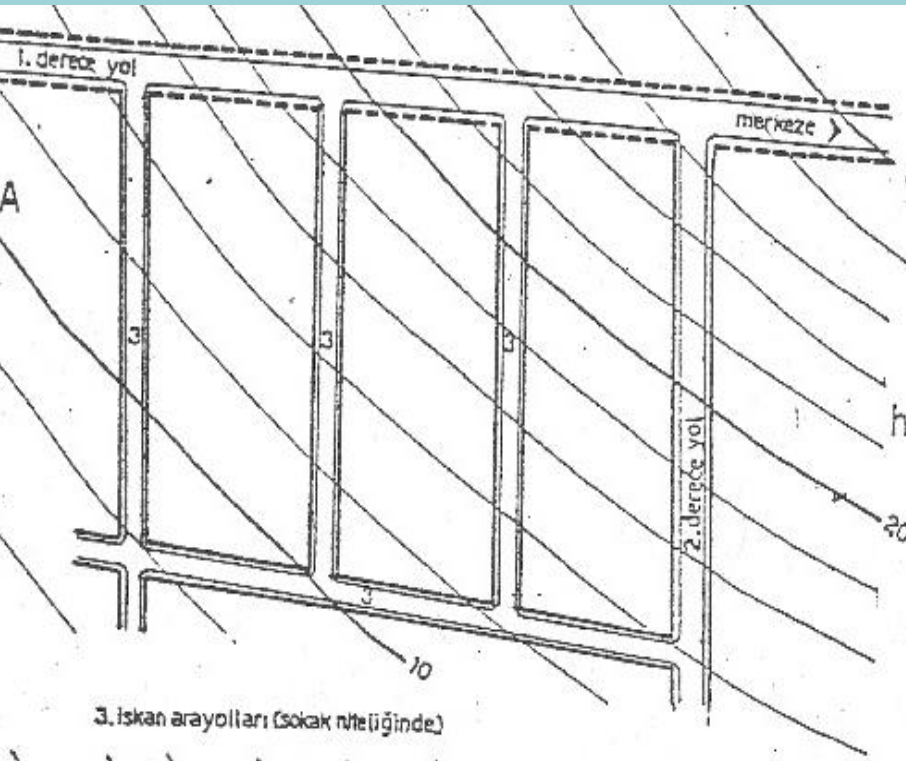 1. derece yol
merkeze >
A
3
3
3
h
2. derece yol
20
3
10
3. iskan arayolları (sokak niteliğinde)